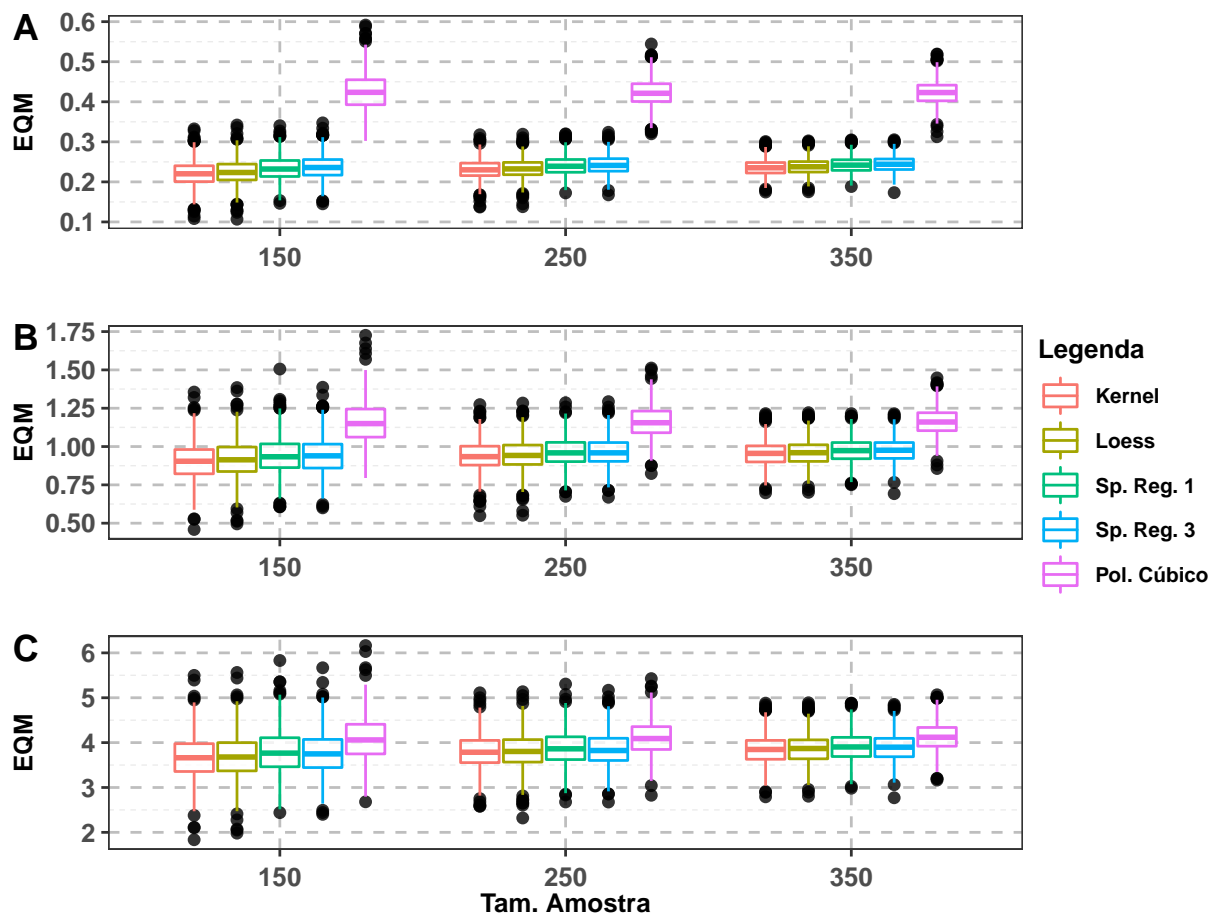 A
EQM
0.6
0.5
0.4
0.3
0.2
0.1
150
250
350
B
EQM
1.75
1.50
1.25
1.00
0.75
0.50
150
250
350
C
EQM
6
5
4
3
2
150
250
350
Tam. Amostra
Legenda
Kernel
Loess
Sp. Reg. 1
Sp. Reg. 3
Pol. Cúbico